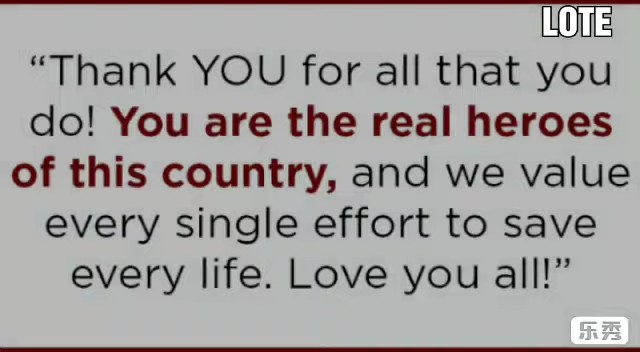 LOTE
“Thank YOU for all that you
do! You are the real heroes
of this country, and we value
every single effort to save
every life. Love you all!”
乐秀